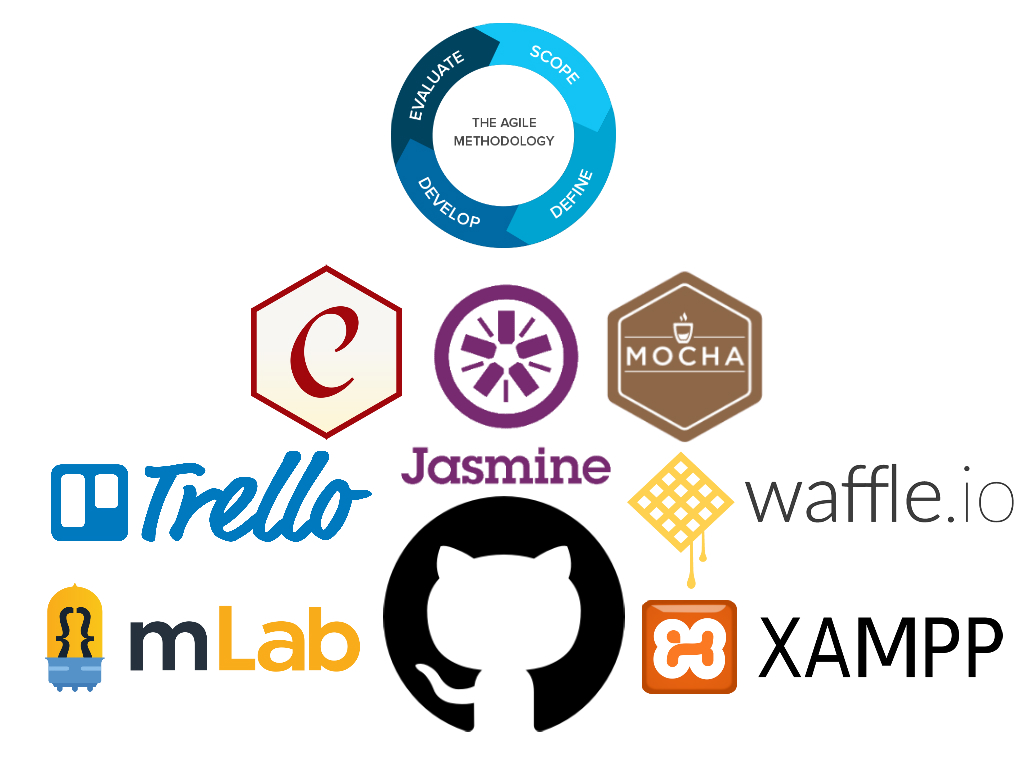 EVALUATE
SCOPE
THE AGILE
METHODOLOGY
DEVELOP
DEFINE
C
MOCHA
Jasmine
Trello
waffle.io
{}
mLab
XAMPP